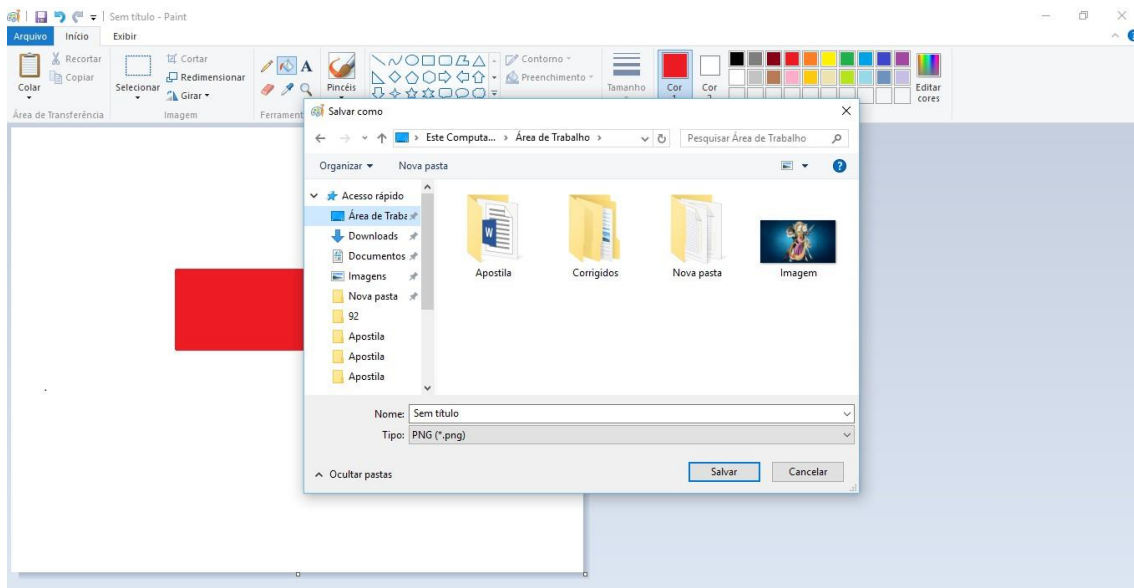 Sem título - Paint
Arquivo Início Exibir
Colar
Recortar
Copiar
Área de Transferência
Selecionar
Cortar
Redimensionar
Girar
Imagem
A
Ferrament
Pincéis
Contorno
Preenchimento
Tamanho
Cor
1
Cor
Editar
cores
Salvar como
Este Computa... > Área de Trabalho >
Pesquisar Área de Trabalho
Organizar Nova pasta
Acesso rápido
Área de Traba
Downloads
Documentos
Imagens
Nova pasta
92
Apostila
Apostila
Apostila
W
Apostila Corrigidos Nova pasta Imagem
Nome: Sem título
Tipo: PNG (*.png)
Ocultar pastas
Salvar Cancelar